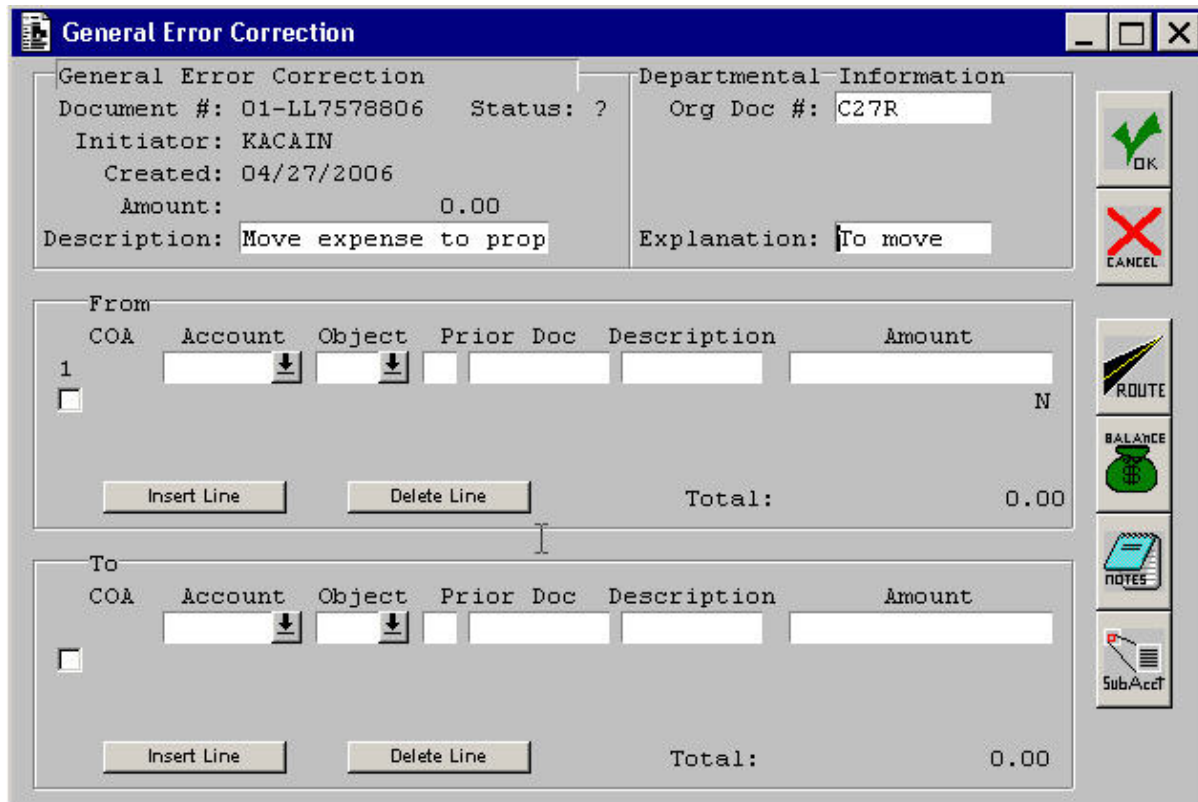 General Error Correction
General Error Correction
Document #: 01-LL7578806 Status: ?
Initiator: KACAIN
Created: 04/27/2006
Amount: 0.00
Description: Move expense to prop
Departmental Information
Org Doc #: C27R
Explanation: To move
OK
CANCEL
From
COA Account Object Prior Doc Description Amount
1
N
Insert Line Delete Line Total: 0.00
ROUTE
BALANCE
$
NOTES
SubAcct
To
COA Account Object Prior Doc Description Amount
Insert Line Delete Line Total: 0.00